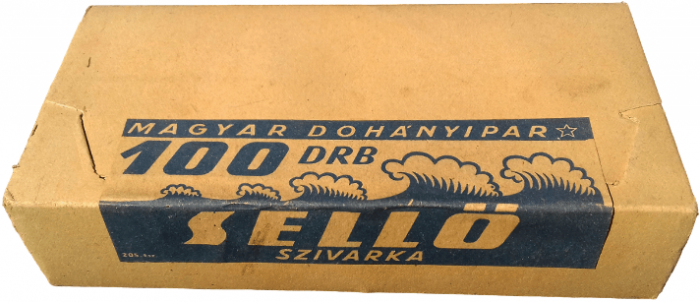 MAGYAR DOHÁNYIPAR
100 DRB
SELLŐ
SZIVARKA